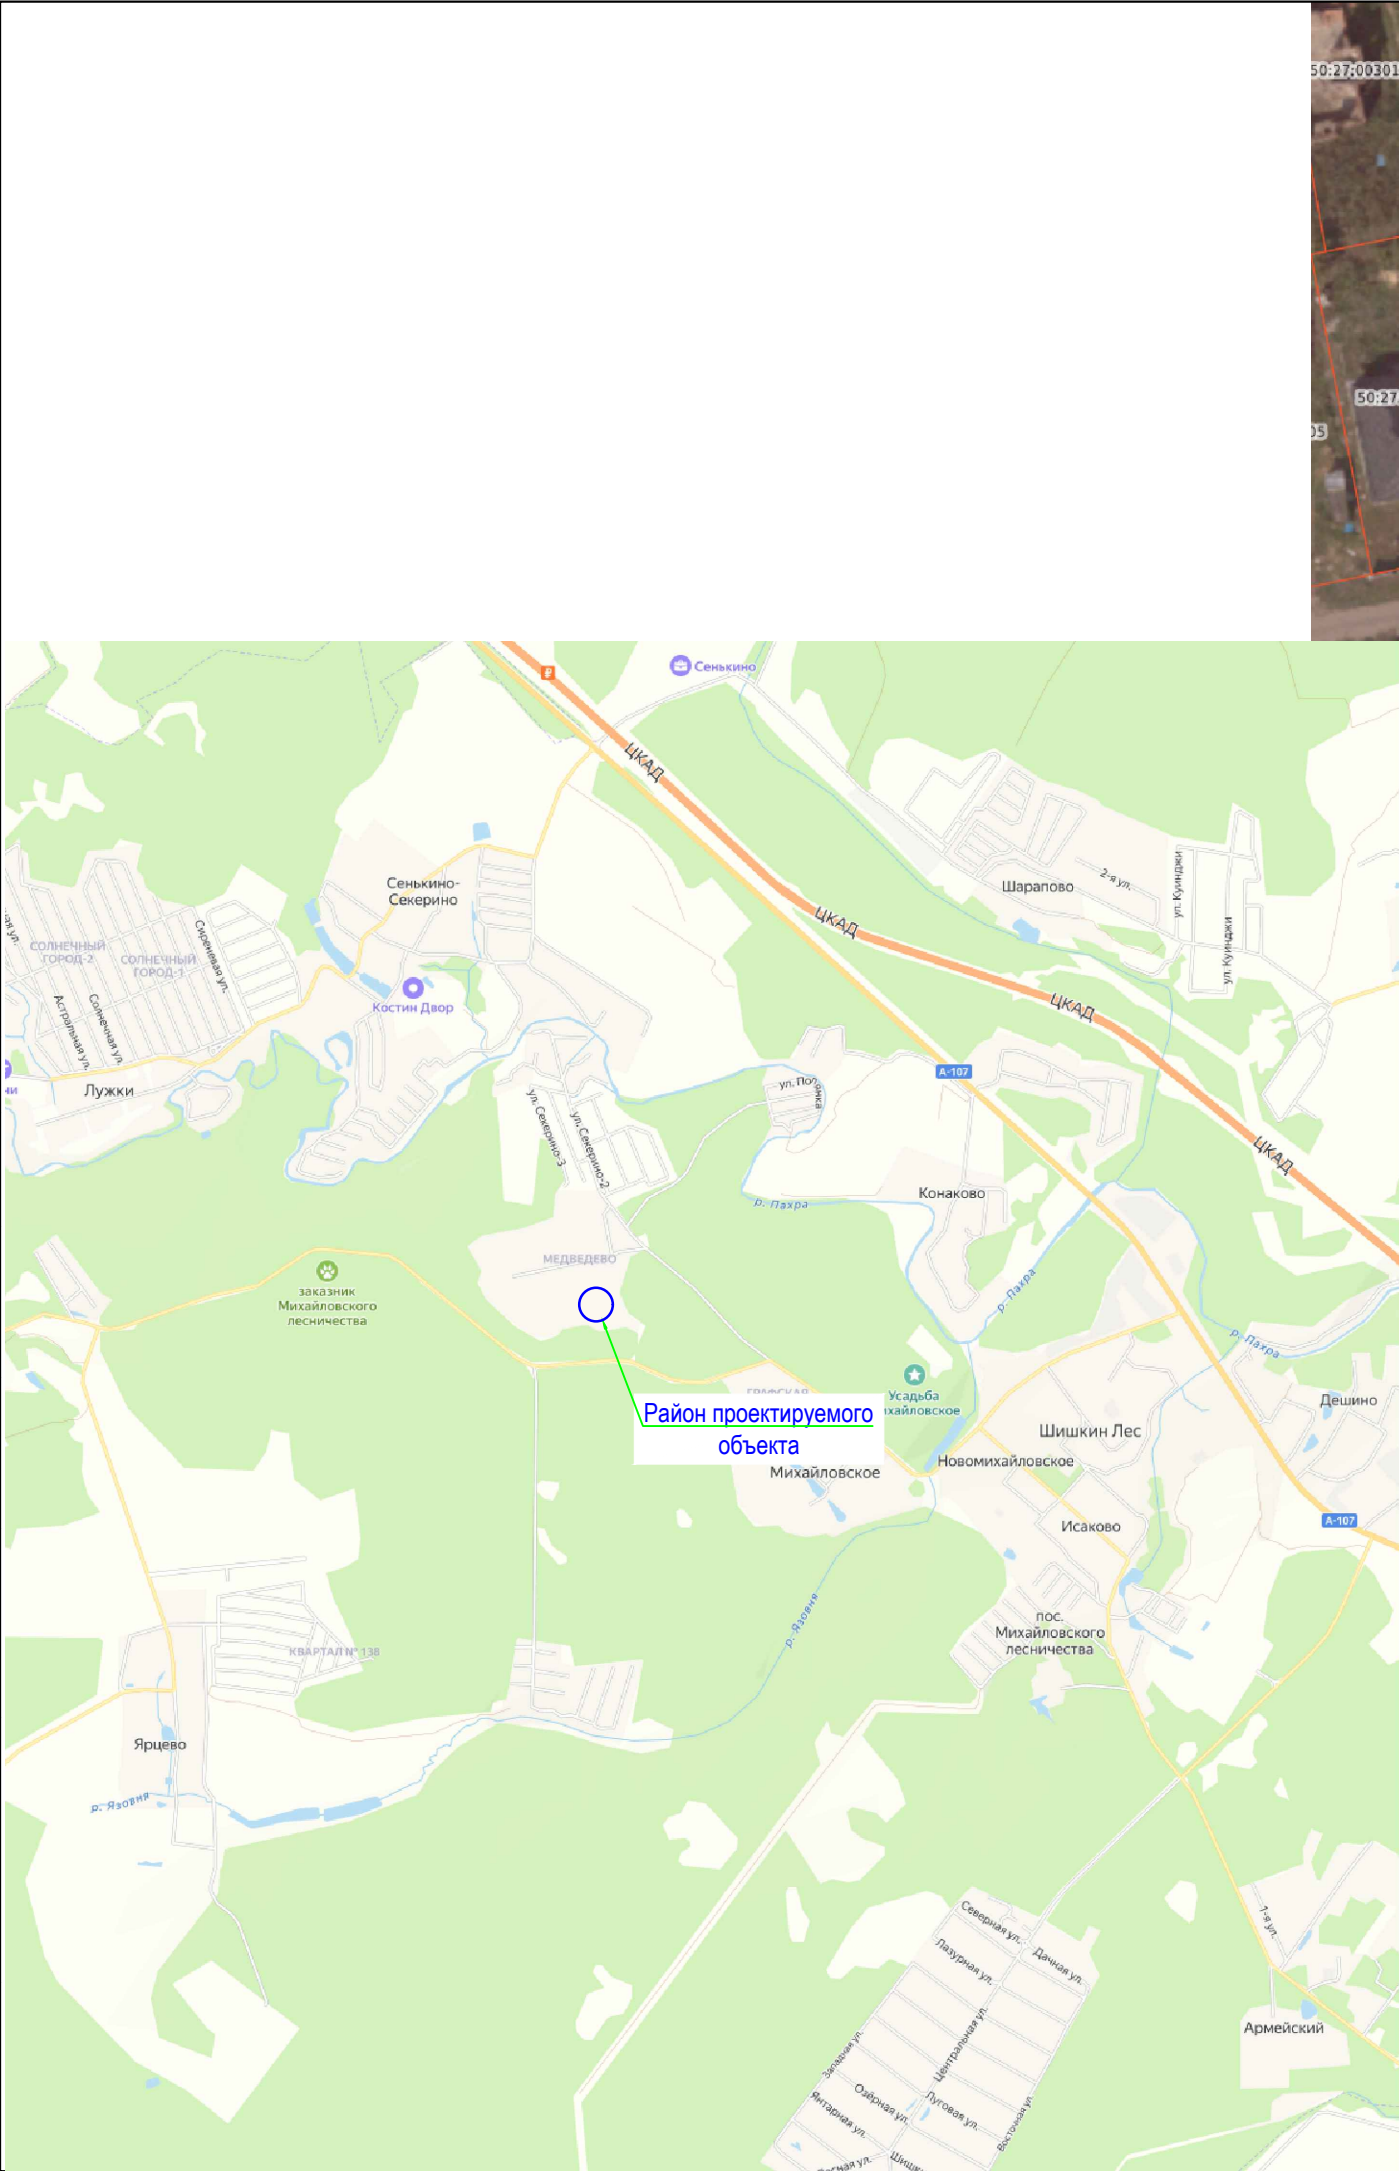 50:27:00301
50:27
05
Сенькино
ЦКАД
Сенькино-
Секерино
Шарапово
2-я ул.
ул. Куинджи
ул. Куинджи
ЦКАД
СОЛНЕЧНЫЙ
ГОРОД-2
СОЛНЕЧНЫЙ
ГОРОД-1
Сиреневая ул.
Астральная ул.
Солнечная ул.
Костин Двор
ЦКАД
А-107
Лужки
ул. Полянка
ул. Секерино-3
ул. Секерино-2
ЦКАД
Конаково
р. Пахра
МЕДВЕДЕВО
заказник
Михайловского
лесничества
р. Пахра
р. Пахра
Усадьба
хайловское
ГРАФСКАЯ
Район проектируемого
объекта
Дешино
Шишкин Лес
Новомихайловское
Михайловское
Исаково
А-107
р. Язовня
пос.
Михайловского
лесничества
КВАРТАЛ № 138
Ярцево
р. Язовня
Северная ул.
Дачная ул.
Лазурная ул.
1-я ул.
Центральная ул.
Западная ул.
Армейский
Озёрная ул.
Луговая ул.
Янтарная ул.
Восточная ул.